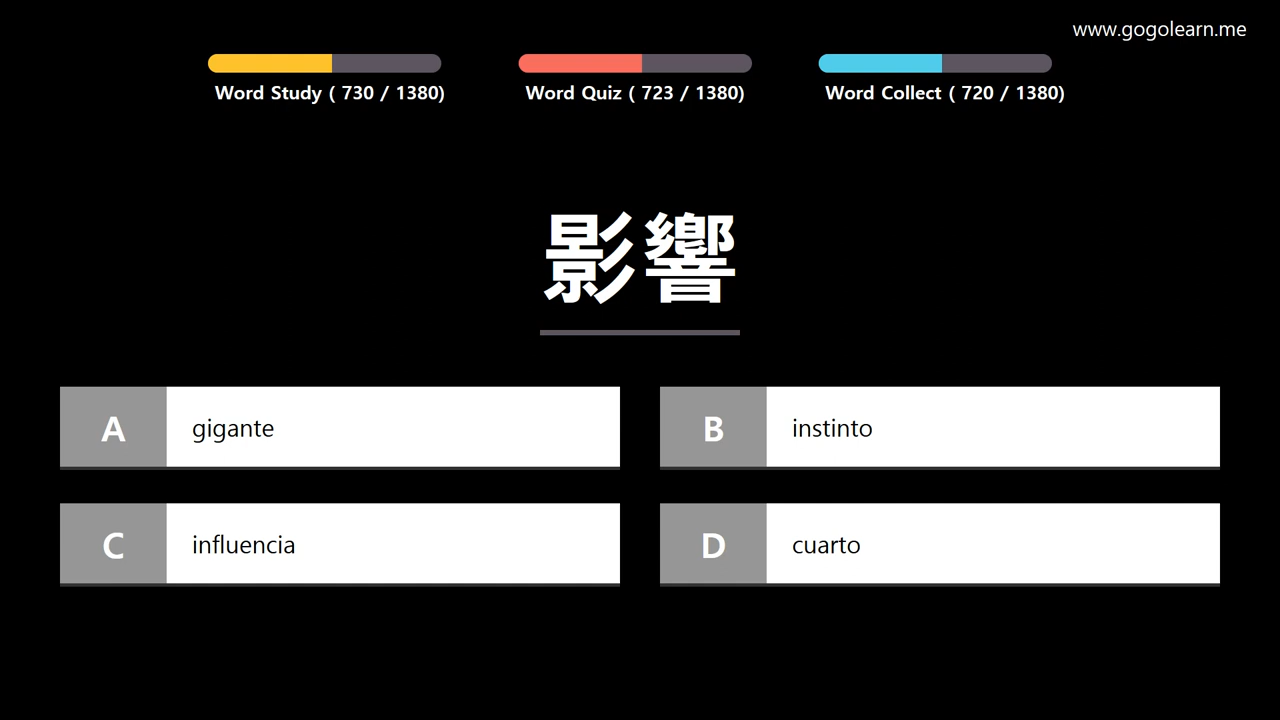 www.gogolearn.me
Word Study ( 730 / 1380)
Word Quiz ( 723 / 1380)
Word Collect ( 720 / 1380)
影響
A gigante
B instinto
C influencia
D cuarto